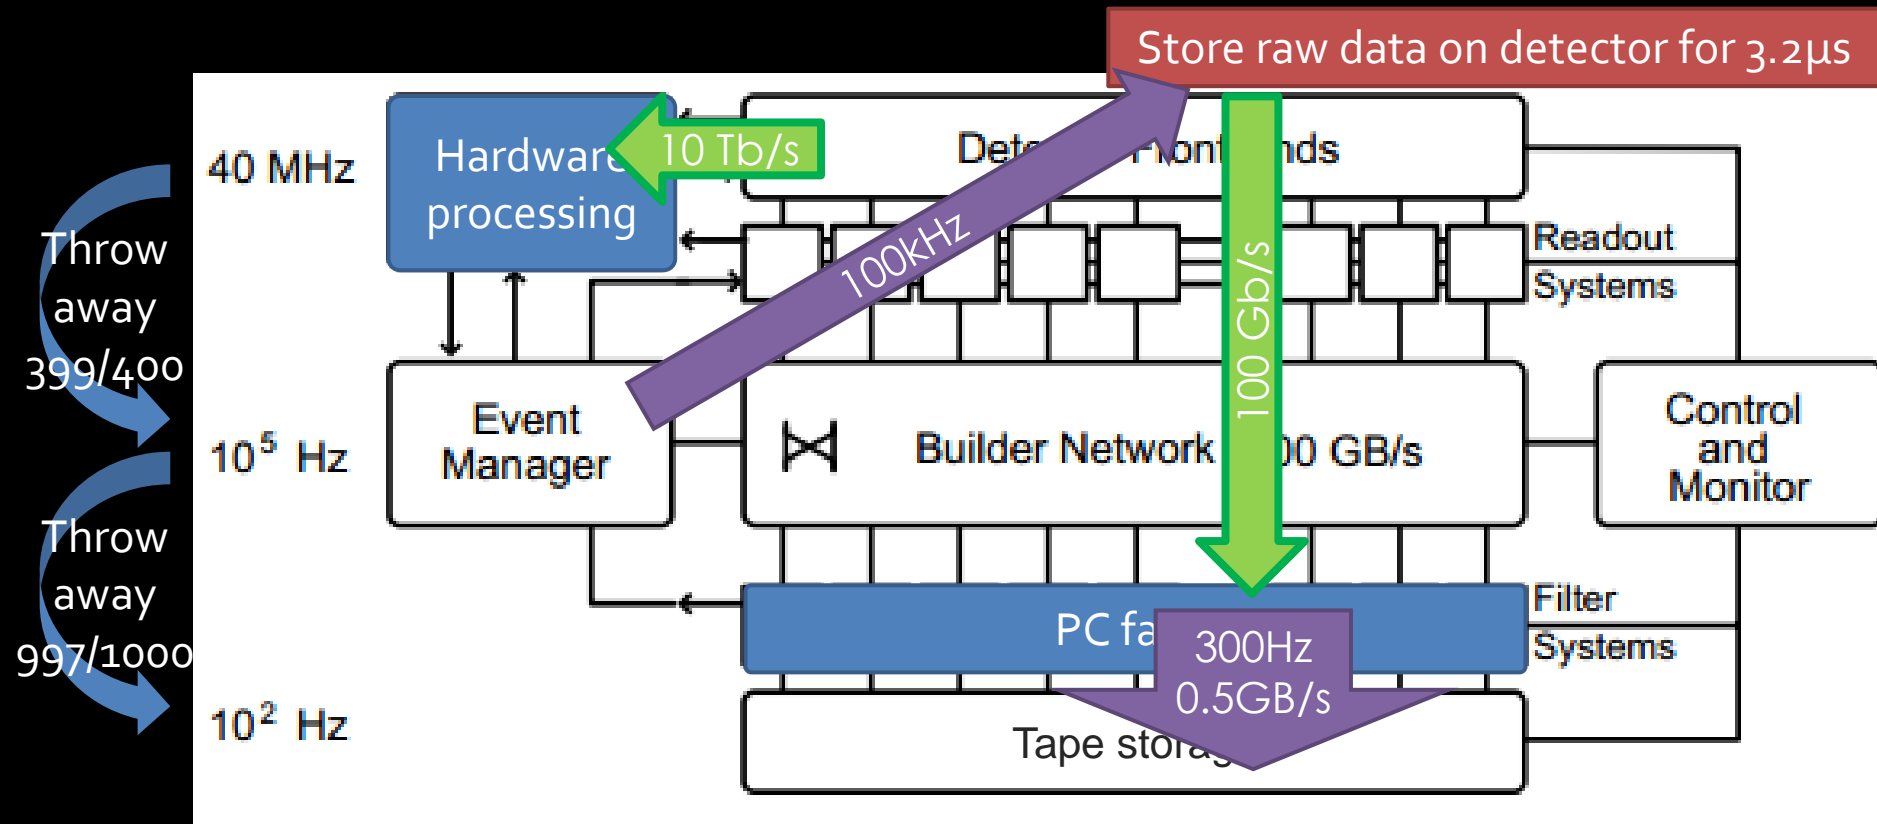 Store raw data on detector for 3.2µs
40 MHz
Hardware
processing
10 Tb/s
Throw
away
399/400
100kHz
100 Gb/s
Readout
Systems
10⁵ Hz
Event
Manager
Builder Network
00 GB/s
Control
and
Monitor
Throw
away
997/1000
PC
300Hz
0.5GB/s
Filter
Systems
10² Hz
Tape